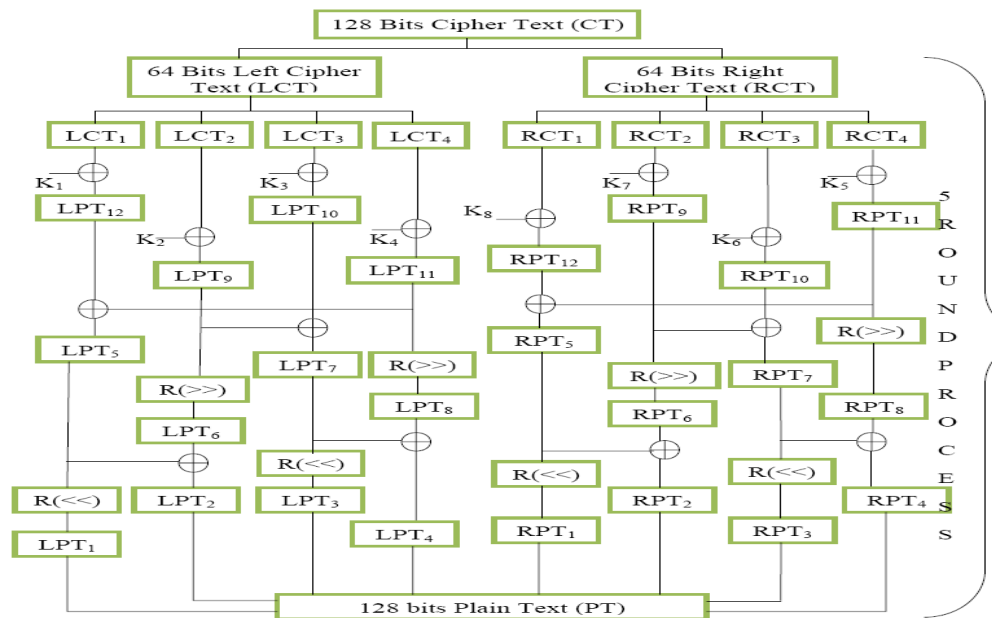 128 Bits Cipher Text (CT)
64 Bits Left Cipher
Text (LCT)
64 Bits Right
Cipher Text (RCT)
LCT₁ LCT₂ LCT₃ LCT₄ RCT₁ RCT₂ RCT₃ RCT₄
K₁ K₃ K₇ K₅
LPT₁₂ LPT₁₀ RPT₉ RPT₁₁
K₂ K₄ K₈ K₆
LPT₉ LPT₁₁ RPT₁₂ RPT₁₀
LPT₅ LPT₇ R(>>) RPT₅ R(>>) RPT₇ R(>>)
R(>>) LPT₈ RPT₆ RPT₈
LPT₆ R(<<) R(<<) R(<<)
R(<<) LPT₂ LPT₃ RPT₂ RPT₄
LPT₁ LPT₄ RPT₁ RPT₃
128 bits Plain Text (PT)
5 ROUND PROCESS